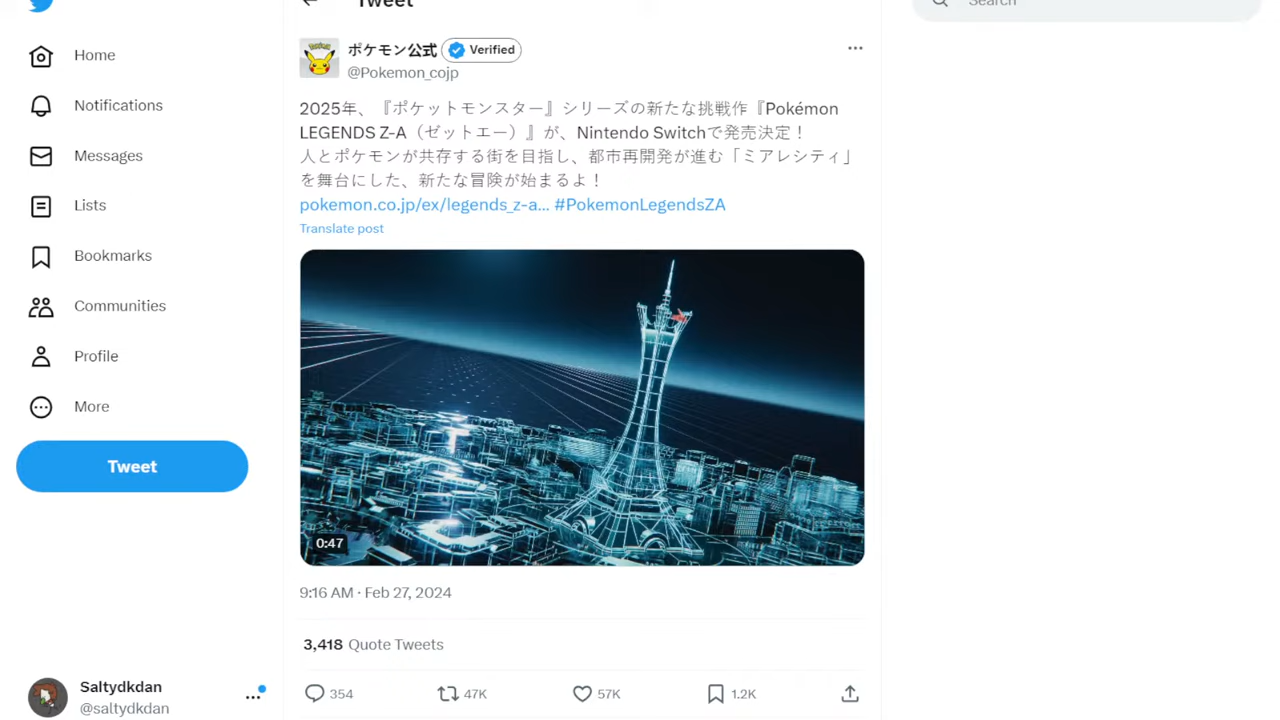 Tweet
Search
Home
Notifications
Messages
Lists
Bookmarks
Communities
Profile
More
Tweet
Saltydkdan
@saltydkdan
ポケモン公式 Verified
@Pokemon_cojp
2025年、『ポケットモンスター』シリーズの新たな挑戦作『Pokémon
LEGENDS Z-A（ゼットエー）』が、Nintendo Switchで発売決定！
人とポケモンが共存する街を目指し、都市再開発が進む「ミアレシティ」
を舞台にした、新たな冒険が始まるよ！
pokemon.co.jp/ex/legends_z-a... #PokemonLegendsZA
Translate post
0:47
9:16 AM · Feb 27, 2024
3,418 Quote Tweets
354 47K 57K 1.2K